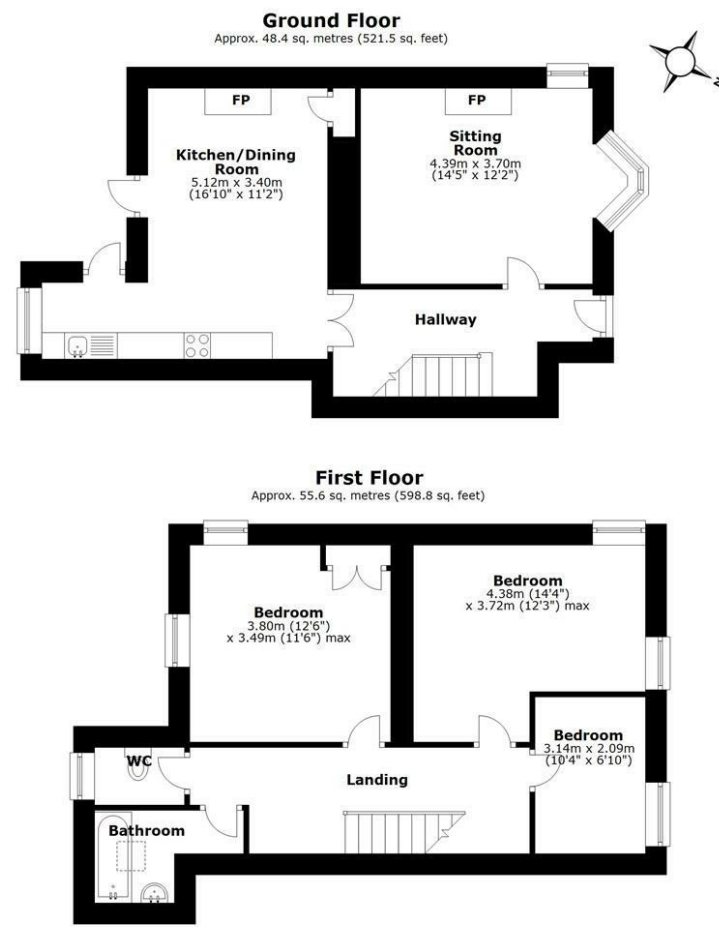 Ground Floor
Approx. 48.4 sq. metres (521.5 sq. feet)
N
FP
FP
Kitchen/Dining
Room
5.12m x 3.40m
(16'10" x 11'2")
Sitting
Room
4.39m x 3.70m
(14'5" x 12'2")
Hallway
First Floor
Approx. 55.6 sq. metres (598.8 sq. feet)
Bedroom
3.80m (12'6")
x 3.49m (11'6") max
Bedroom
4.38m (14'4")
x 3.72m (12'3") max
Bedroom
3.14m x 2.09m
(10'4" x 6'10")
WC
Landing
Bathroom